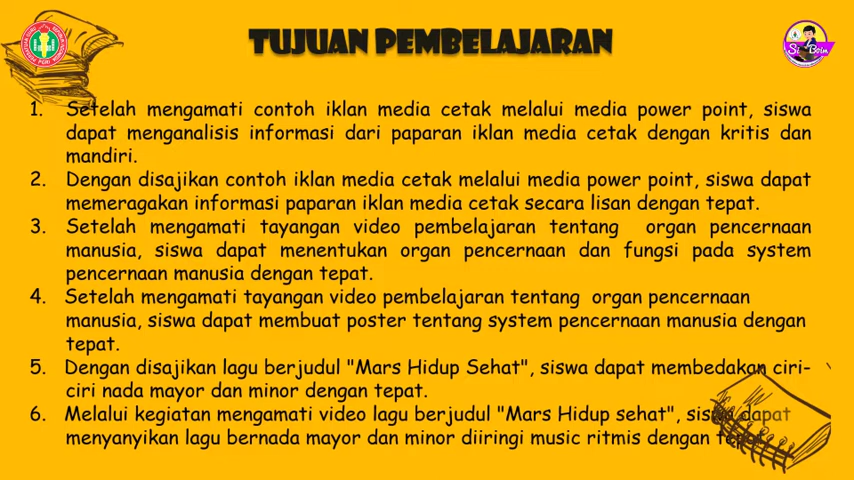 TUJUAN PEMBELAJARAN
Si Boim
1. Setelah mengamati contoh iklan media cetak melalui media power point, siswa
dapat menganalisis informasi dari paparan iklan media cetak dengan kritis dan
mandiri.
2. Dengan disajikan contoh iklan media cetak melalui media power point, siswa dapat
memeragakan informasi paparan iklan media cetak secara lisan dengan tepat.
3. Setelah mengamati tayangan video pembelajaran tentang organ pencernaan
manusia, siswa dapat menentukan organ pencernaan dan fungsi pada system
pencernaan manusia dengan tepat.
4. Setelah mengamati tayangan video pembelajaran tentang organ pencernaan
manusia, siswa dapat membuat poster tentang system pencernaan manusia dengan
tepat.
5. Dengan disajikan lagu berjudul "Mars Hidup Sehat", siswa dapat membedakan ciri-
ciri nada mayor dan minor dengan tepat.
6. Melalui kegiatan mengamati video lagu berjudul "Mars Hidup sehat", siswa dapat
menyanyikan lagu bernada mayor dan minor diiringi music ritmis dengan tepat.